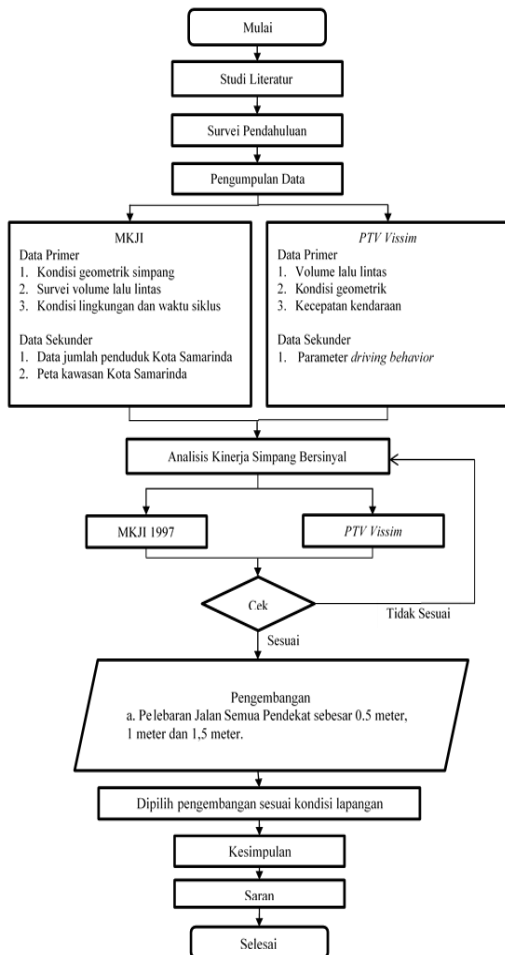 Mulai
Studi Literatur
Survei Pendahuluan
Pengumpulan Data
MKJI
Data Primer
1. Kondisi geometrik simpang
2. Survei volume lalu lintas
3. Kondisi lingkungan dan waktu siklus
Data Sekunder
1. Data jumlah penduduk Kota Samarinda
2. Peta kawasan Kota Samarinda
PTV Vissim
Data Primer
1. Volume lalu lintas
2. Kondisi geometrik
3. Kecepatan kendaraan
Data Sekunder
1. Parameter driving behavior
Analisis Kinerja Simpang Bersinyal
MKJI 1997
PTV Vissim
Cek
Tidak Sesuai
Sesuai
Pengembangan
a. Pelebaran Jalan Semua Pendekat sebesar 0.5 meter,
1 meter dan 1,5 meter.
Dipilih pengembangan sesuai kondisi lapangan
Kesimpulan
Saran
Selesai